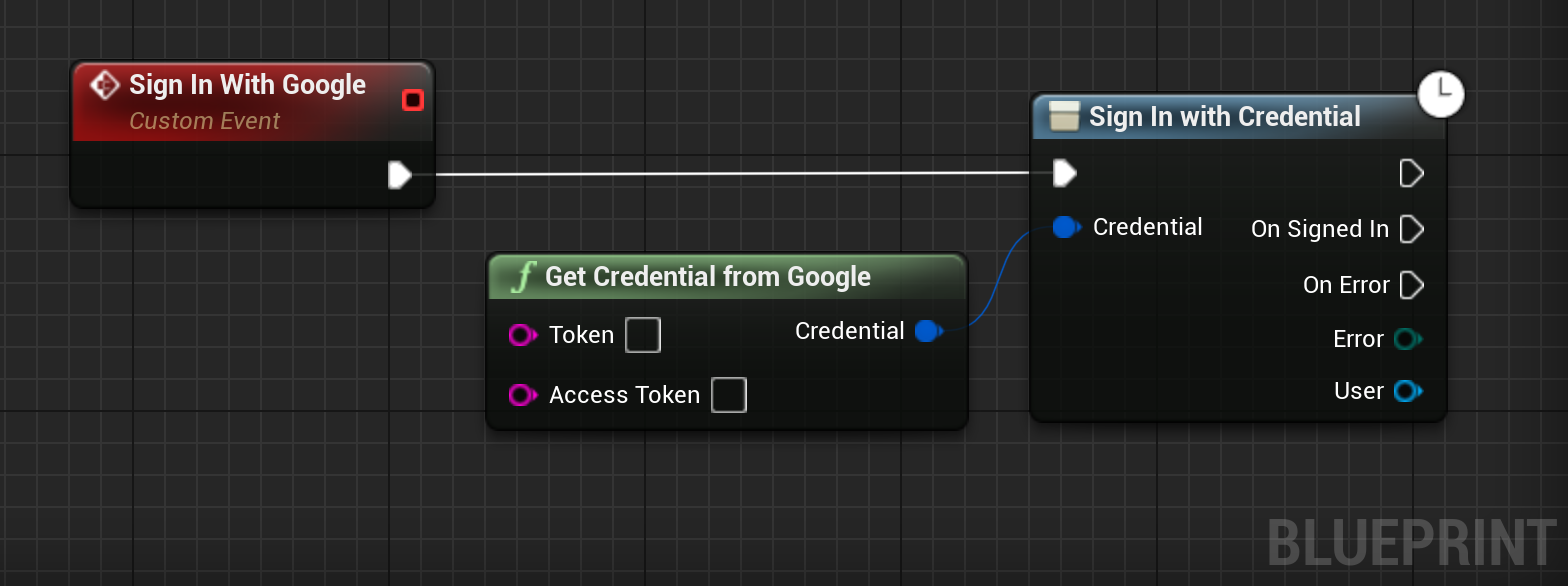 Sign In With Google
Custom Event
Sign In with Credential
Credential
On Signed In
On Error
Error
User
Get Credential from Google
Token
Credential
Access Token
BLUEPRINT